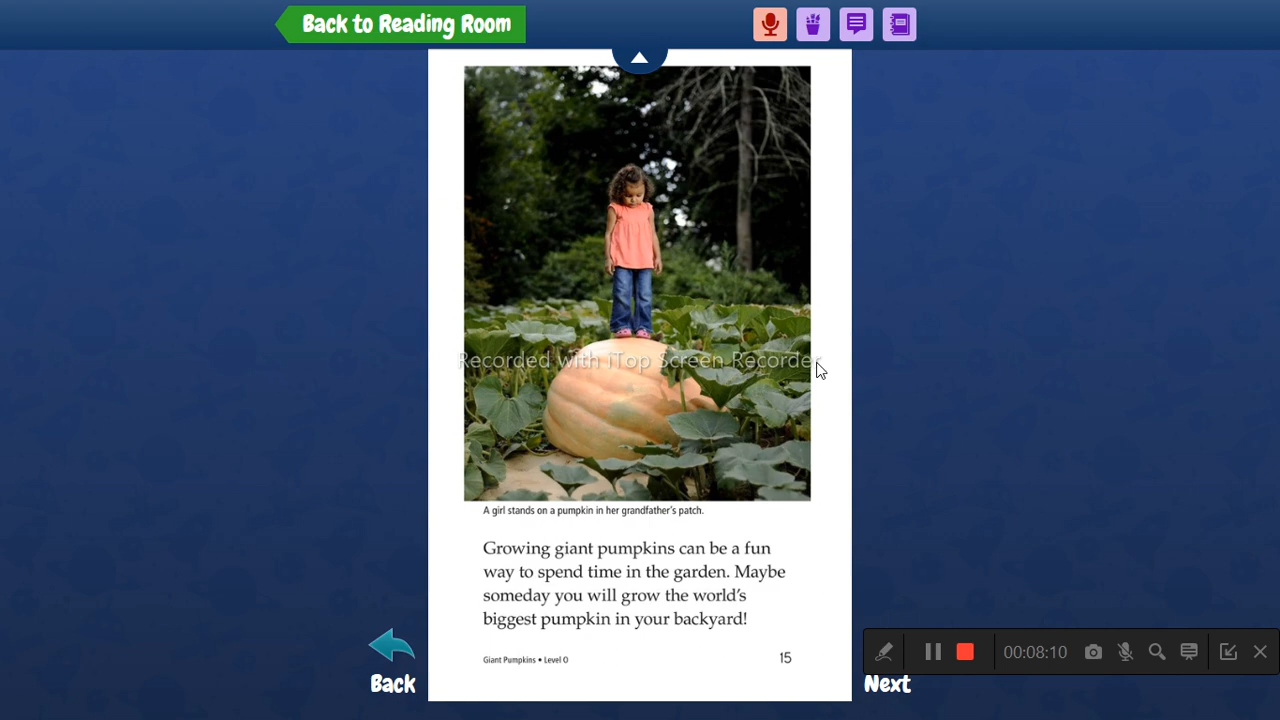 Back to Reading Room
Recorded with iTop Screen Recorder
A girl stands on a pumpkin in her grandfather's patch.
Growing giant pumpkins can be a fun
way to spend time in the garden. Maybe
someday you will grow the world's
biggest pumpkin in your backyard!
Giant Pumpkins • Level O
15
00:08:10
Back
Next